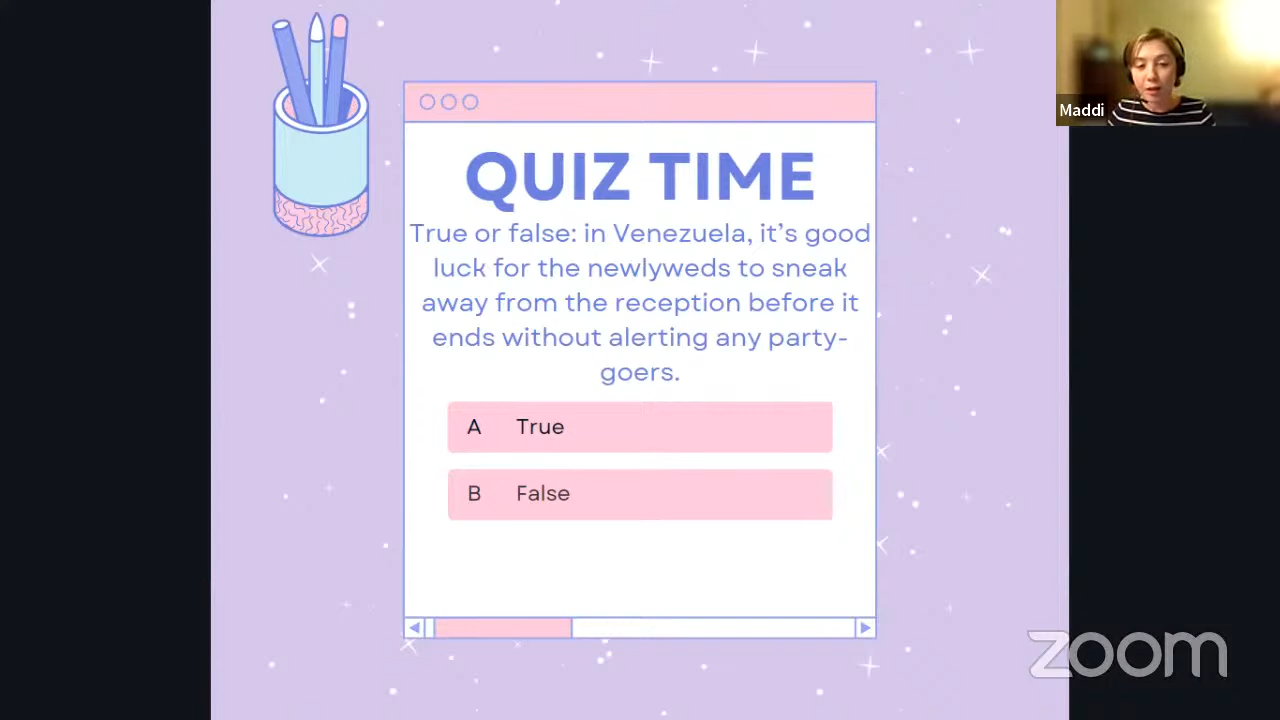 Maddi
QUIZ TIME
True or false: in Venezuela, it’s good
luck for the newlyweds to sneak
away from the reception before it
ends without alerting any party-
goers.
A True
B False
zoom